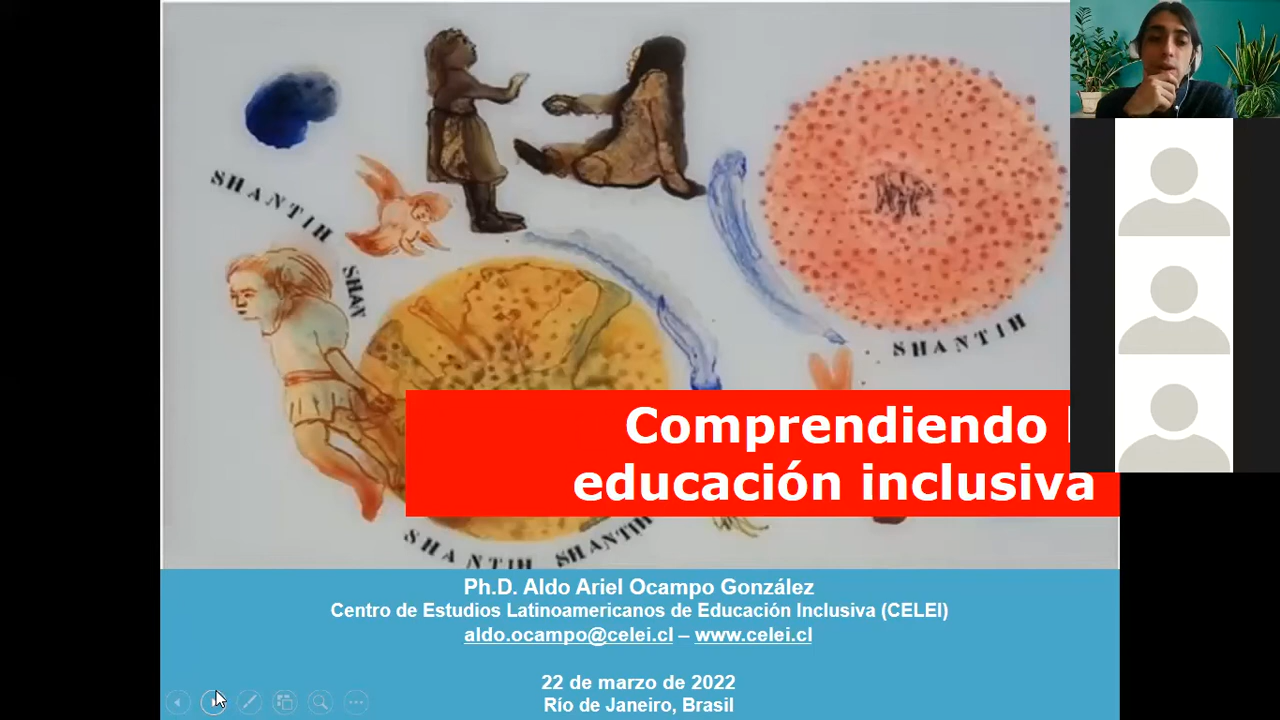 SHANTIH
SHAN
SHANTIH
SHANTIH SHANTIH
Comprendiendo
educación inclusiva
Ph.D. Aldo Ariel Ocampo González
Centro de Estudios Latinoamericanos de Educación Inclusiva (CELEI)
aldo.ocampo@celei.cl – www.celei.cl
22 de marzo de 2022
Río de Janeiro, Brasil